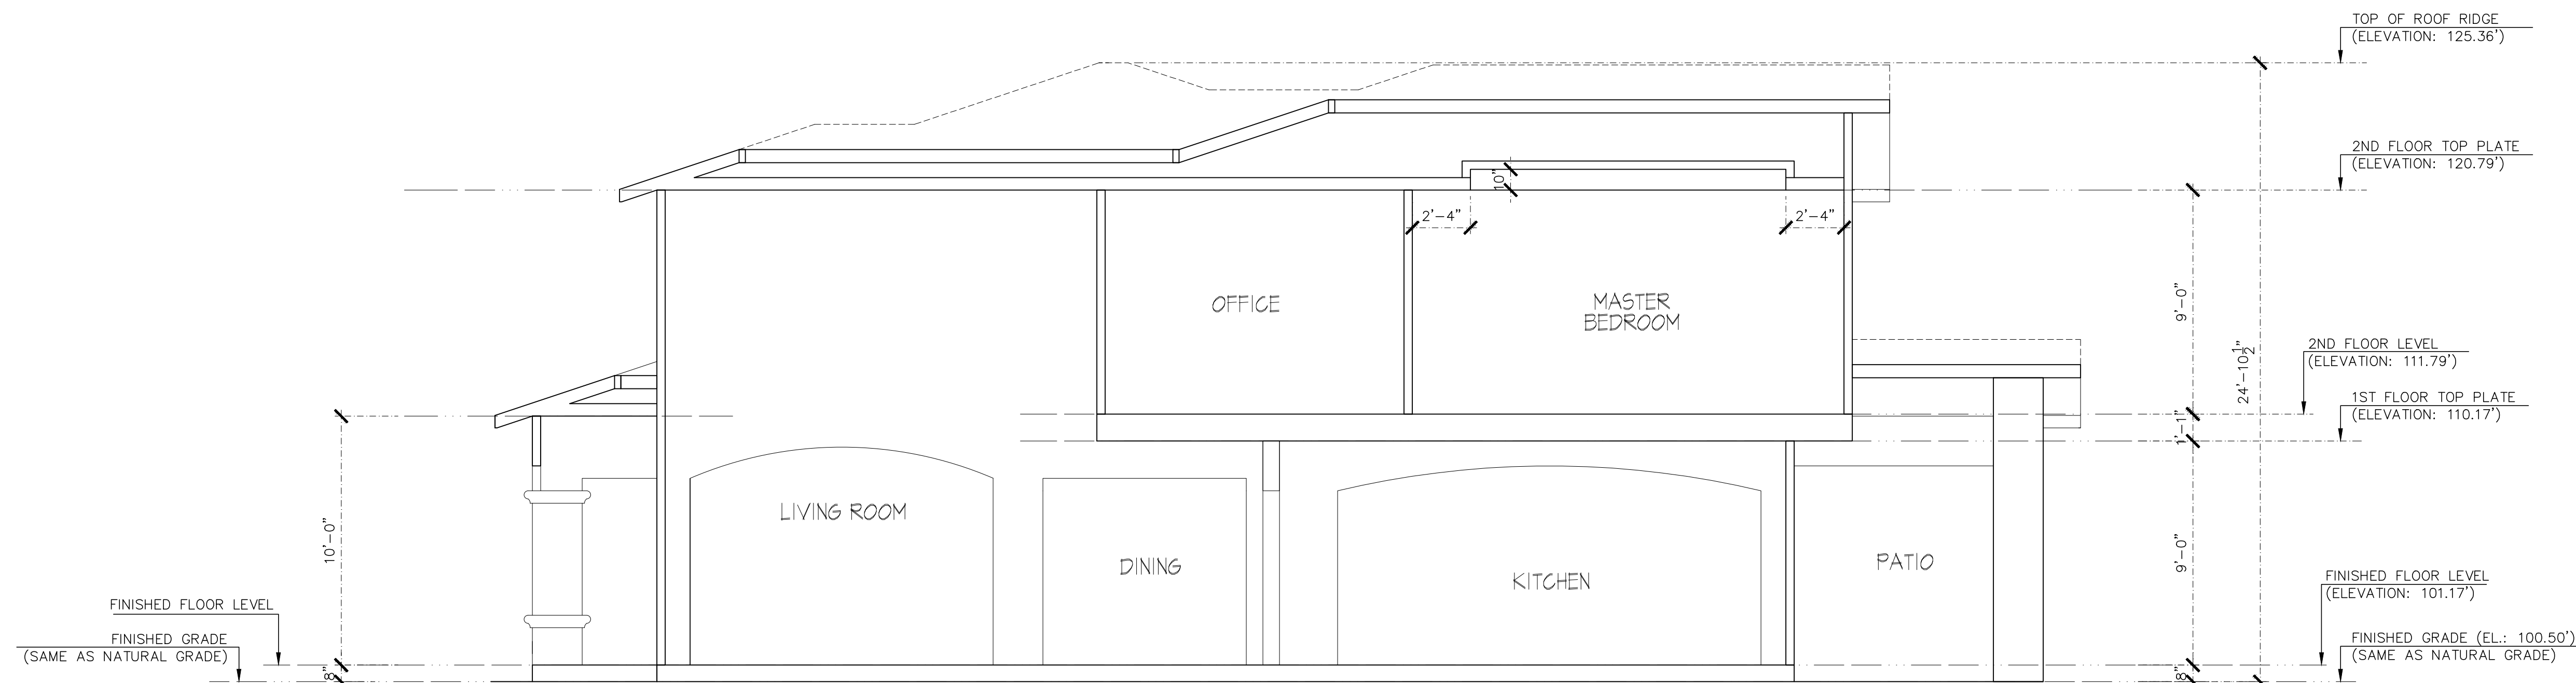 TOP OF ROOF RIDGE
(ELEVATION: 125.36')
2ND FLOOR TOP PLATE
(ELEVATION: 120.79')
10"
2'-4"
2'-4"
OFFICE
MASTER
BEDROOM
9'-0"
24'-10 1/2"
2ND FLOOR LEVEL
(ELEVATION: 111.79')
1ST FLOOR TOP PLATE
(ELEVATION: 110.17')
1'-1"
10'-0"
LIVING ROOM
DINING
KITCHEN
PATIO
9'-0"
FINISHED FLOOR LEVEL
(ELEVATION: 101.17')
FINISHED FLOOR LEVEL
FINISHED GRADE
(SAME AS NATURAL GRADE)
8"
8"
FINISHED GRADE (EL.: 100.50')
(SAME AS NATURAL GRADE)